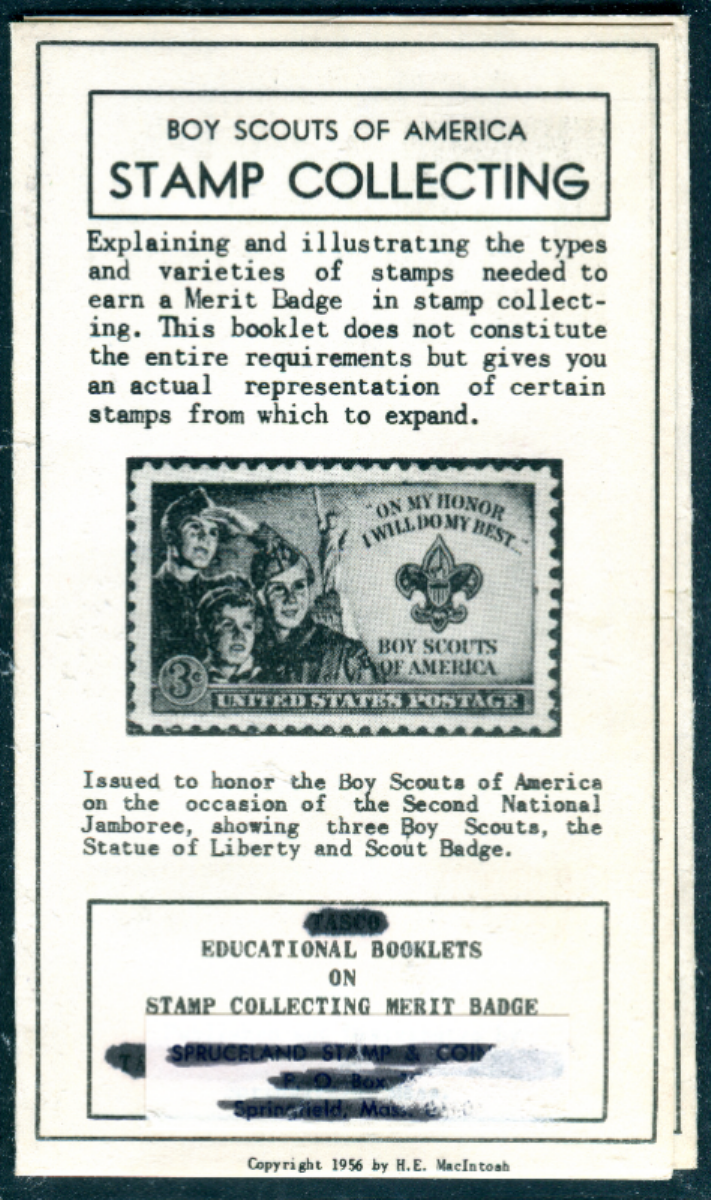 BOY SCOUTS OF AMERICA
STAMP COLLECTING
Explaining and illustrating the types
and varieties of stamps needed to
earn a Merit Badge in stamp collect-
ing. This booklet does not constitute
the entire requirements but gives you
an actual representation of certain
stamps from which to expand.
"ON MY HONOR
I WILL DO MY BEST..."
BOY SCOUTS
OF AMERICA
3¢
UNITED STATES POSTAGE
Issued to honor the Boy Scouts of America
on the occasion of the Second National
Jamboree, showing three Boy Scouts, the
Statue of Liberty and Scout Badge.
TASCO
EDUCATIONAL BOOKLETS
ON
STAMP COLLECTING MERIT BADGE
SPRUCELAND STAMP & COIN
P. O. Box
Springfield, Mass.
Copyright 1956 by H.E. MacIntosh